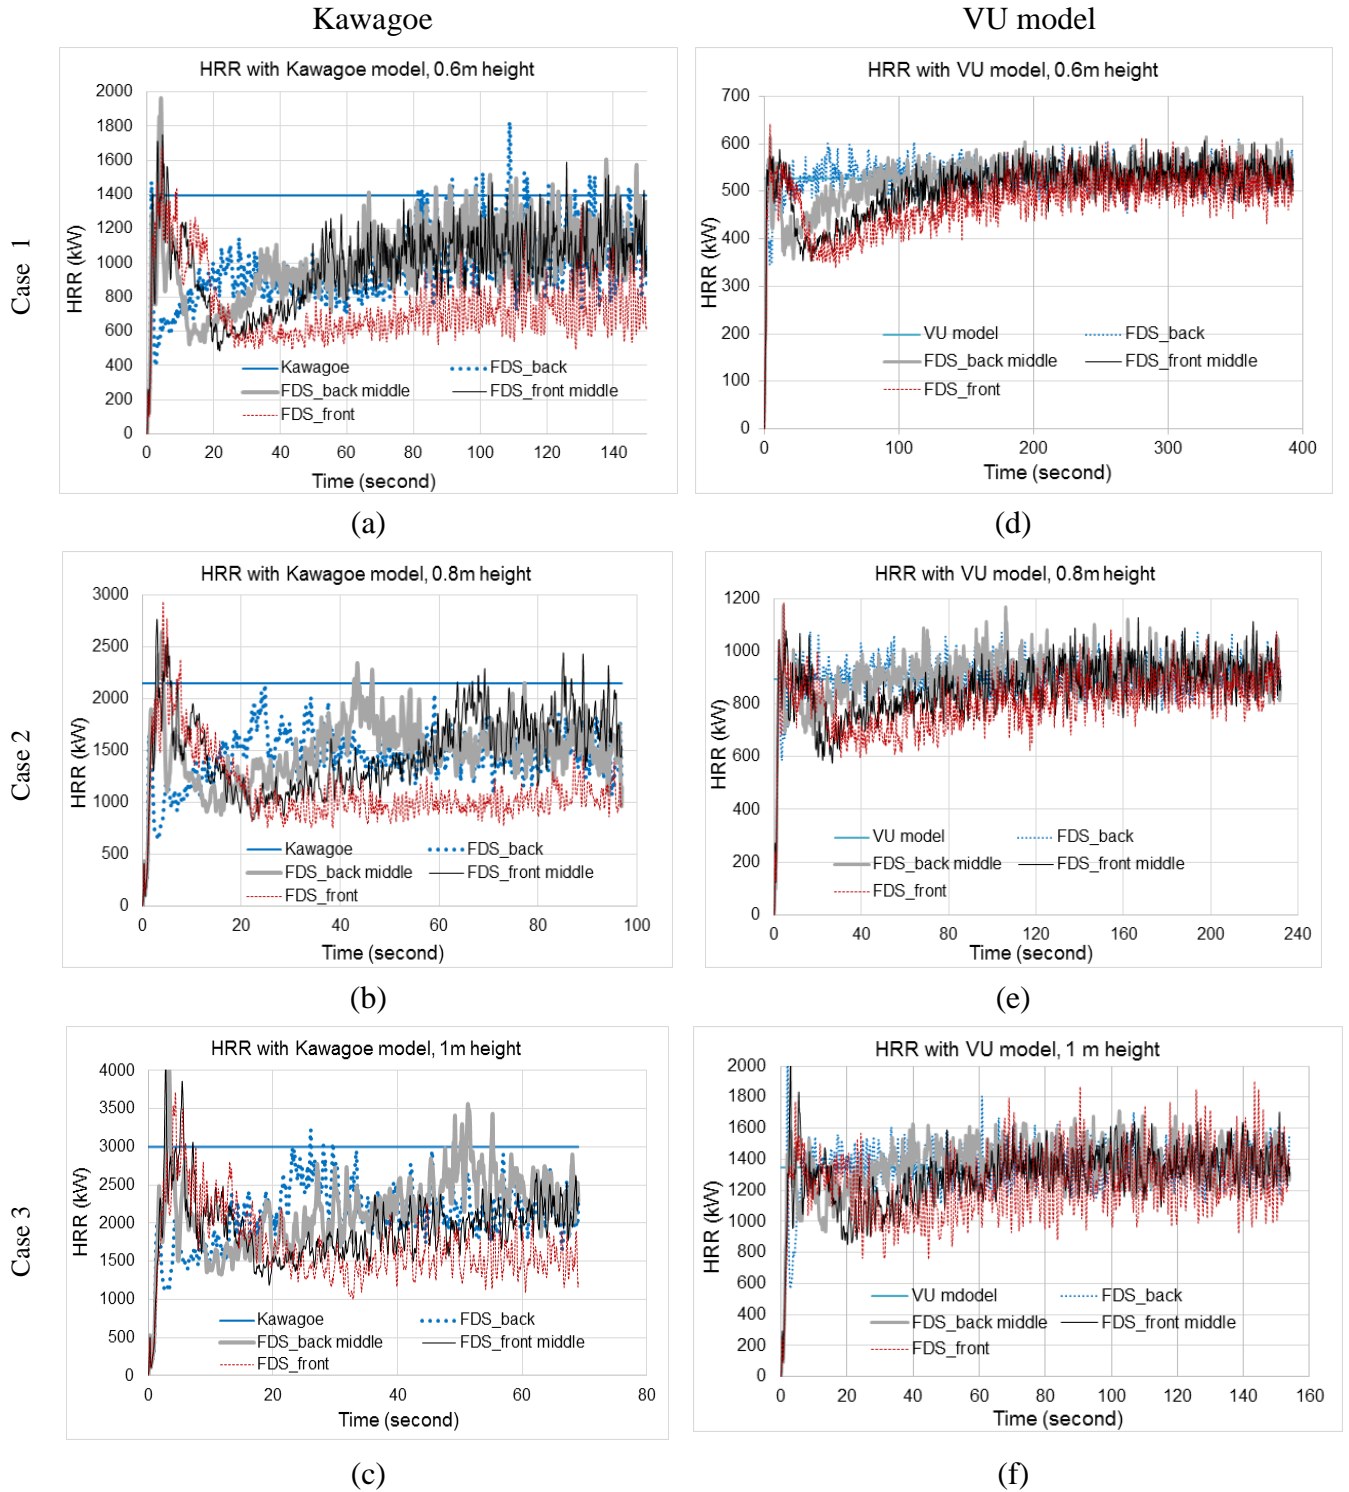 Kawagoe
VU model
Case 1
HRR with Kawagoe model, 0.6m height
HRR (kW)
2000
1800
1600
1400
1200
1000
800
600
400
200
0
0 20 40 60 80 100 120 140
Time (second)
Kawagoe FDS_back
FDS_back middle FDS_front middle
FDS_front
(a)
HRR with VU model, 0.6m height
HRR (kW)
700
600
500
400
300
200
100
0
0 100 200 300 400
Time (second)
VU model FDS_back
FDS_back middle FDS_front middle
FDS_front
(d)
Case 2
HRR with Kawagoe model, 0.8m height
HRR (kW)
3000
2500
2000
1500
1000
500
0
0 20 40 60 80 100
Time (second)
Kawagoe FDS_back
FDS_back middle FDS_front middle
FDS_front
(b)
HRR with VU model, 0.8m height
HRR (kW)
1200
1000
800
600
400
200
0
0 40 80 120 160 200 240
Time (second)
VU model FDS_back
FDS_back middle FDS_front middle
FDS_front
(e)
Case 3
HRR with Kawagoe model, 1m height
HRR (kW)
4000
3500
3000
2500
2000
1500
1000
500
0
0 20 40 60 80
Time (second)
Kawagoe FDS_back
FDS_back middle FDS_front middle
FDS_front
(c)
HRR with VU model, 1 m height
HRR (kW)
2000
1800
1600
1400
1200
1000
800
600
400
200
0
0 20 40 60 80 100 120 140 160
Time (second)
VU mdodel FDS_back
FDS_back middle FDS_front middle
FDS_front
(f)